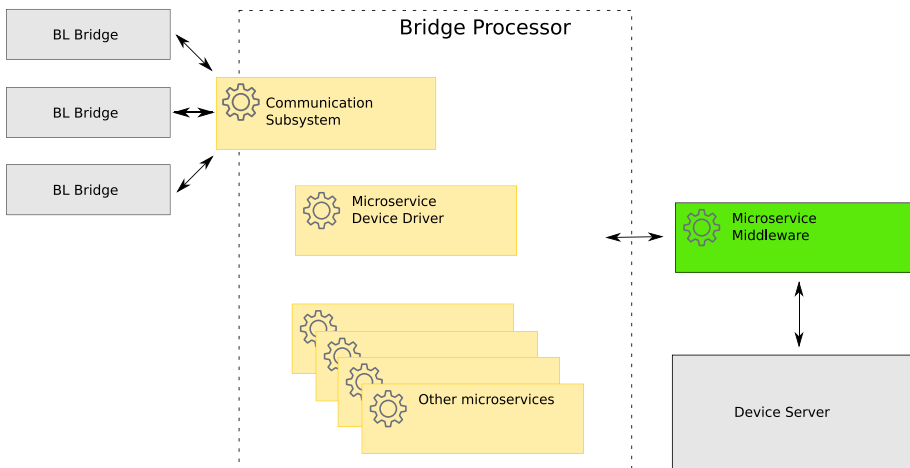 Bridge Processor
BL Bridge
BL Bridge
BL Bridge
Communication
Subsystem
Microservice
Device Driver
Other microservices
Microservice
Middleware
Device Server